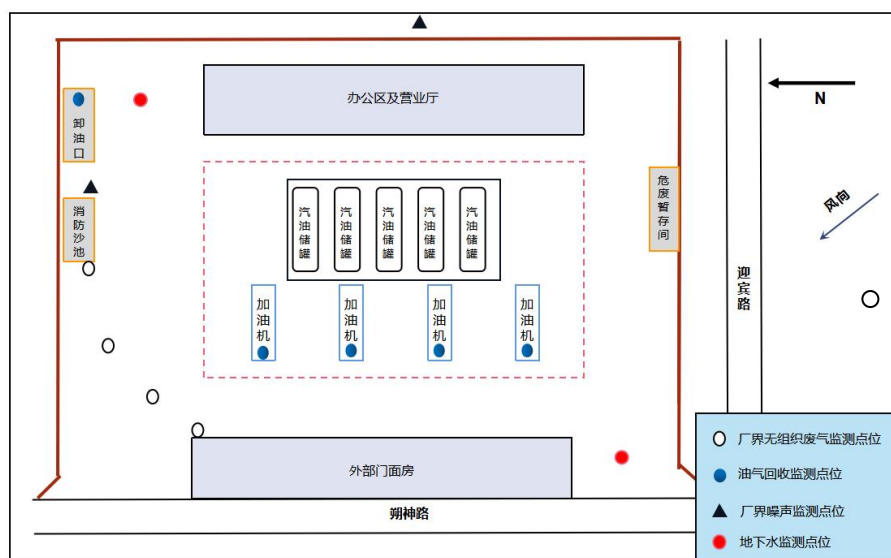 办公区及营业厅
N
卸油口
消防沙池
危废暂存间
风向
汽油储罐
汽油储罐
汽油储罐
汽油储罐
汽油储罐
加油机
加油机
加油机
加油机
迎宾路
外部门面房
朔神路
厂界无组织废气监测点位
油气回收监测点位
厂界噪声监测点位
地下水监测点位